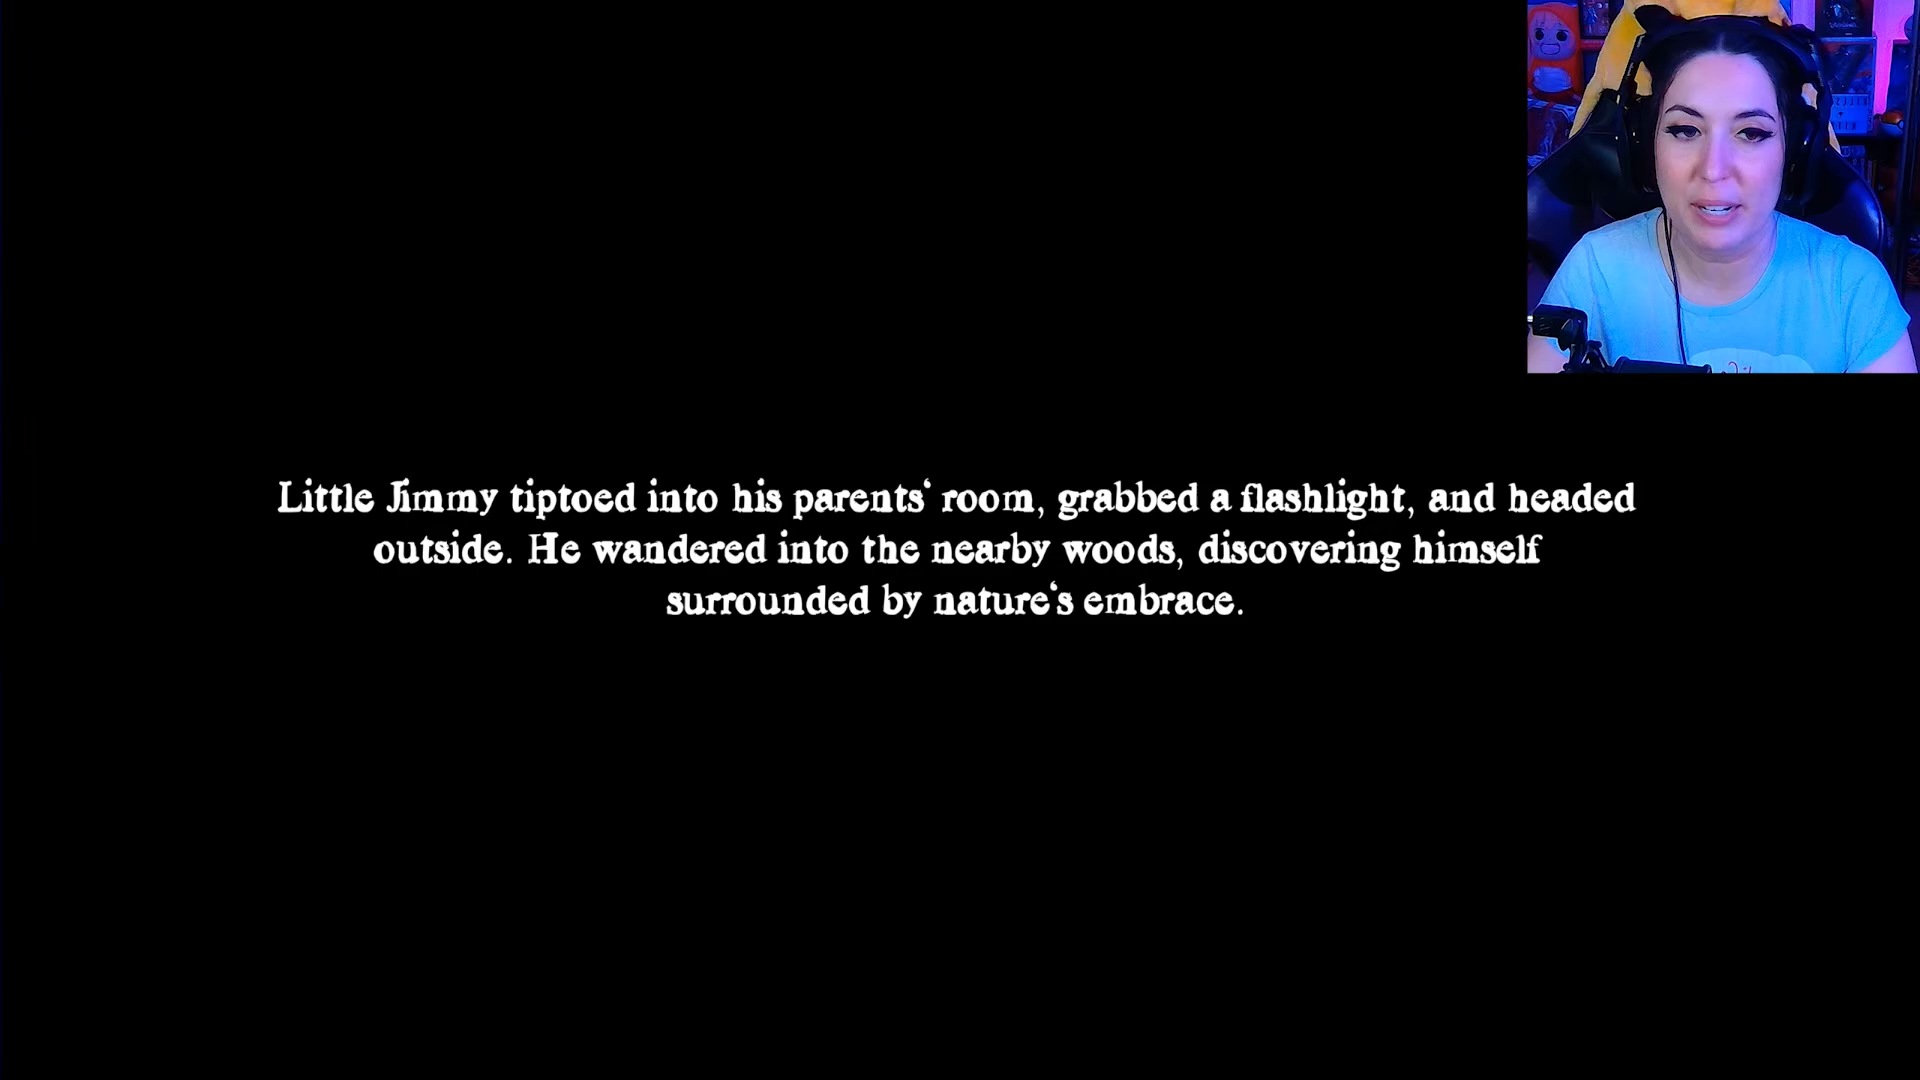 Little Jimmy tiptoed into his parents‘ room, grabbed a flashlight, and headed
outside. He wandered into the nearby woods, discovering himself
surrounded by nature‘s embrace.